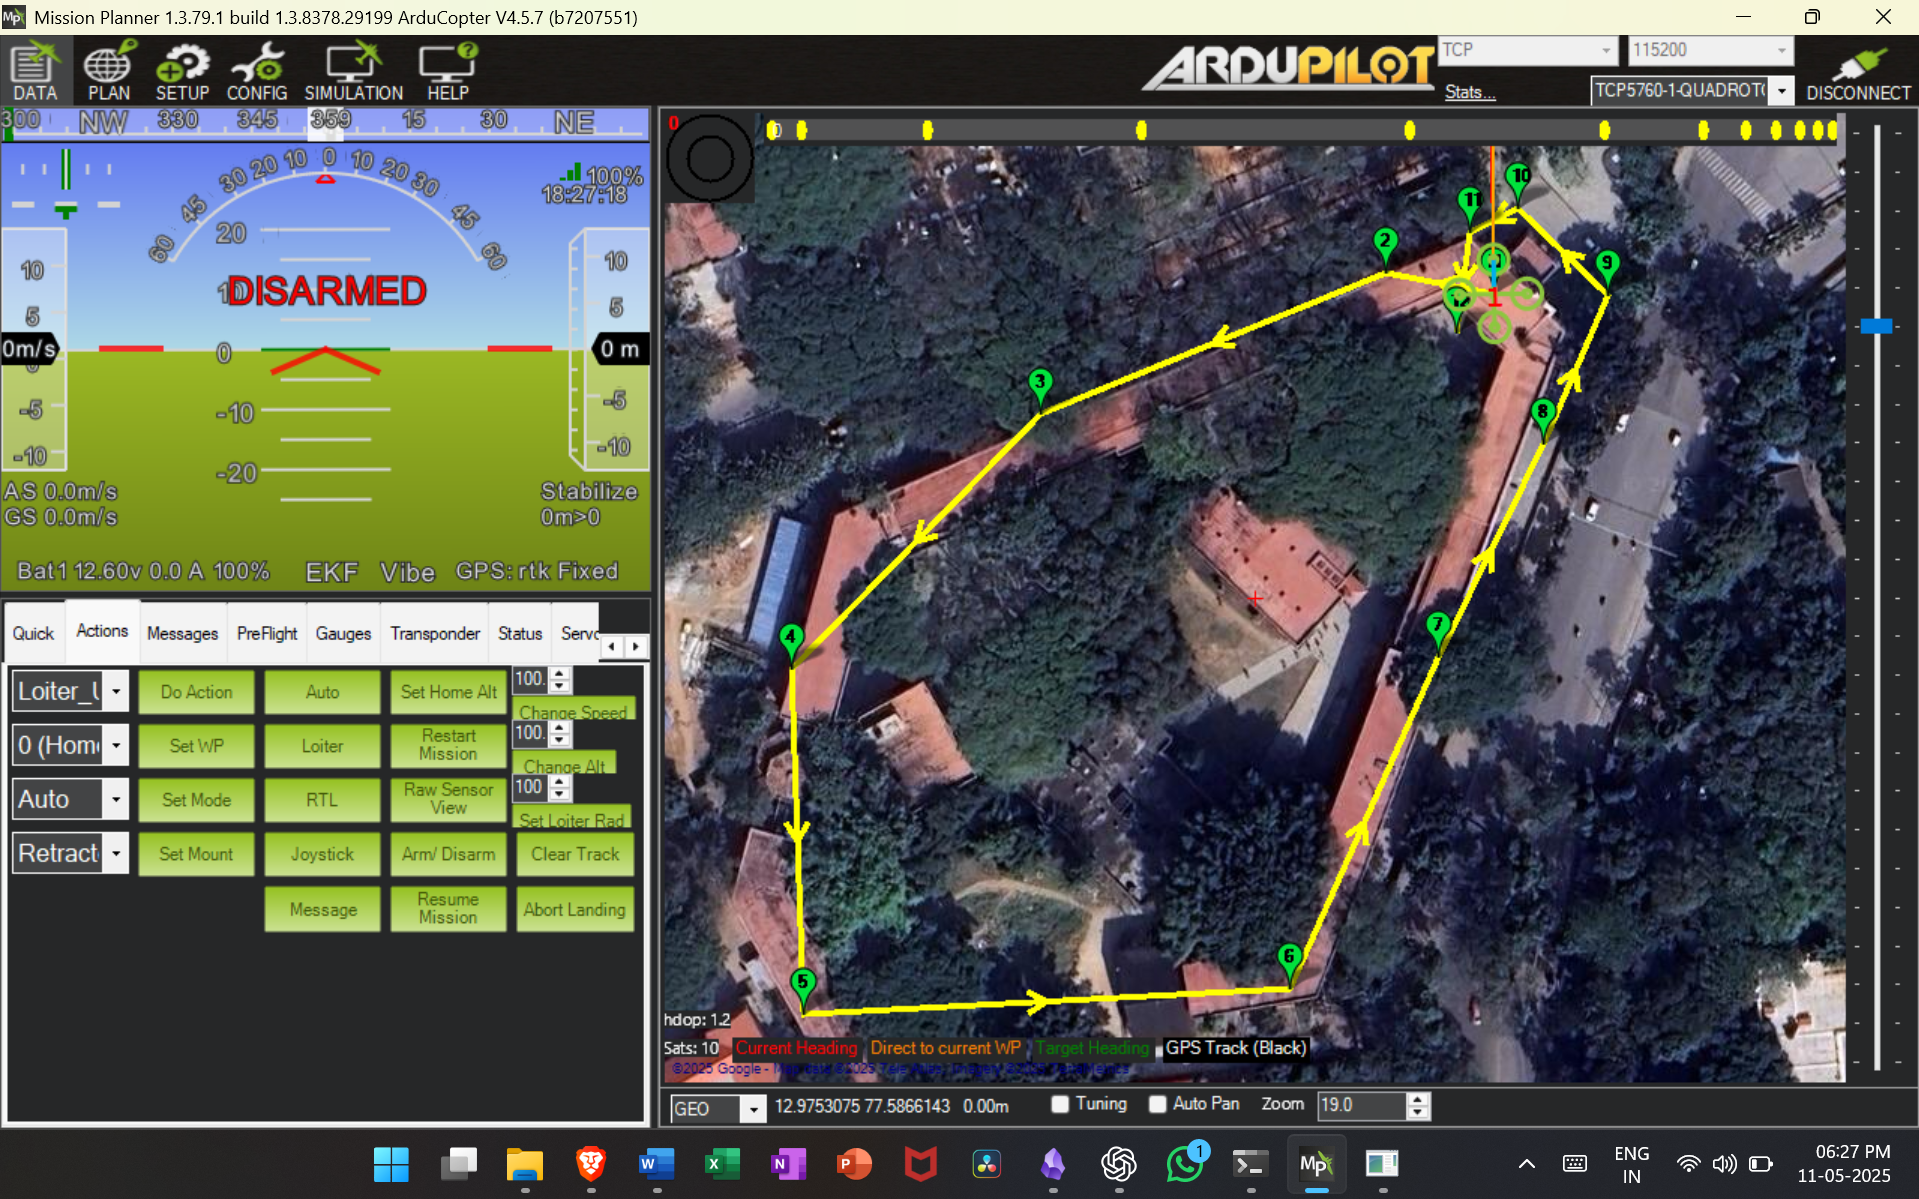 Mission Planner 1.3.79.1 build 1.3.8378.29199 ArduCopter V4.5.7 (b7207551)
DATA PLAN SETUP CONFIG SIMULATION HELP
ARDUPILOT
TCP 115200
Stats... TCP5760-1-QUADROT DISCONNECT
300 NW 330 345 359 15 30 NE
60 45 30 20 10 0 10 20 30 45 60
100%
18:27:18
20
10
DISARMED
0
-10
-20
10
5
0m/s
0
-5
-10
10
5
0 m
-5
-10
AS 0.0m/s
GS 0.0m/s
Stabilize
0m>0
Bat1 12.60v 0.0 A 100% EKF Vibe GPS: rtk Fixed
Quick Actions Messages PreFlight Gauges Transponder Status Servo
Loiter_U Do Action Auto Set Home Alt 100. Change Speed
0 (Home Set WP Loiter Restart Mission 100. Change Alt
Auto Set Mode RTL Raw Sensor View 100 Set Loiter Rad
Retract Set Mount Joystick Arm/ Disarm Clear Track
Message Resume Mission Abort Landing
0
10
11
2
9
1
3
8
7
4
6
5
hdop: 1.2
Sats: 10 Current Heading Direct to current WP Target Heading GPS Track (Black)
©2025 Google -
GEO 12.9753075 77.5866143 0.00m Tuning Auto Pan Zoom 19.0
1
ENG
IN
06:27 PM
11-05-2025